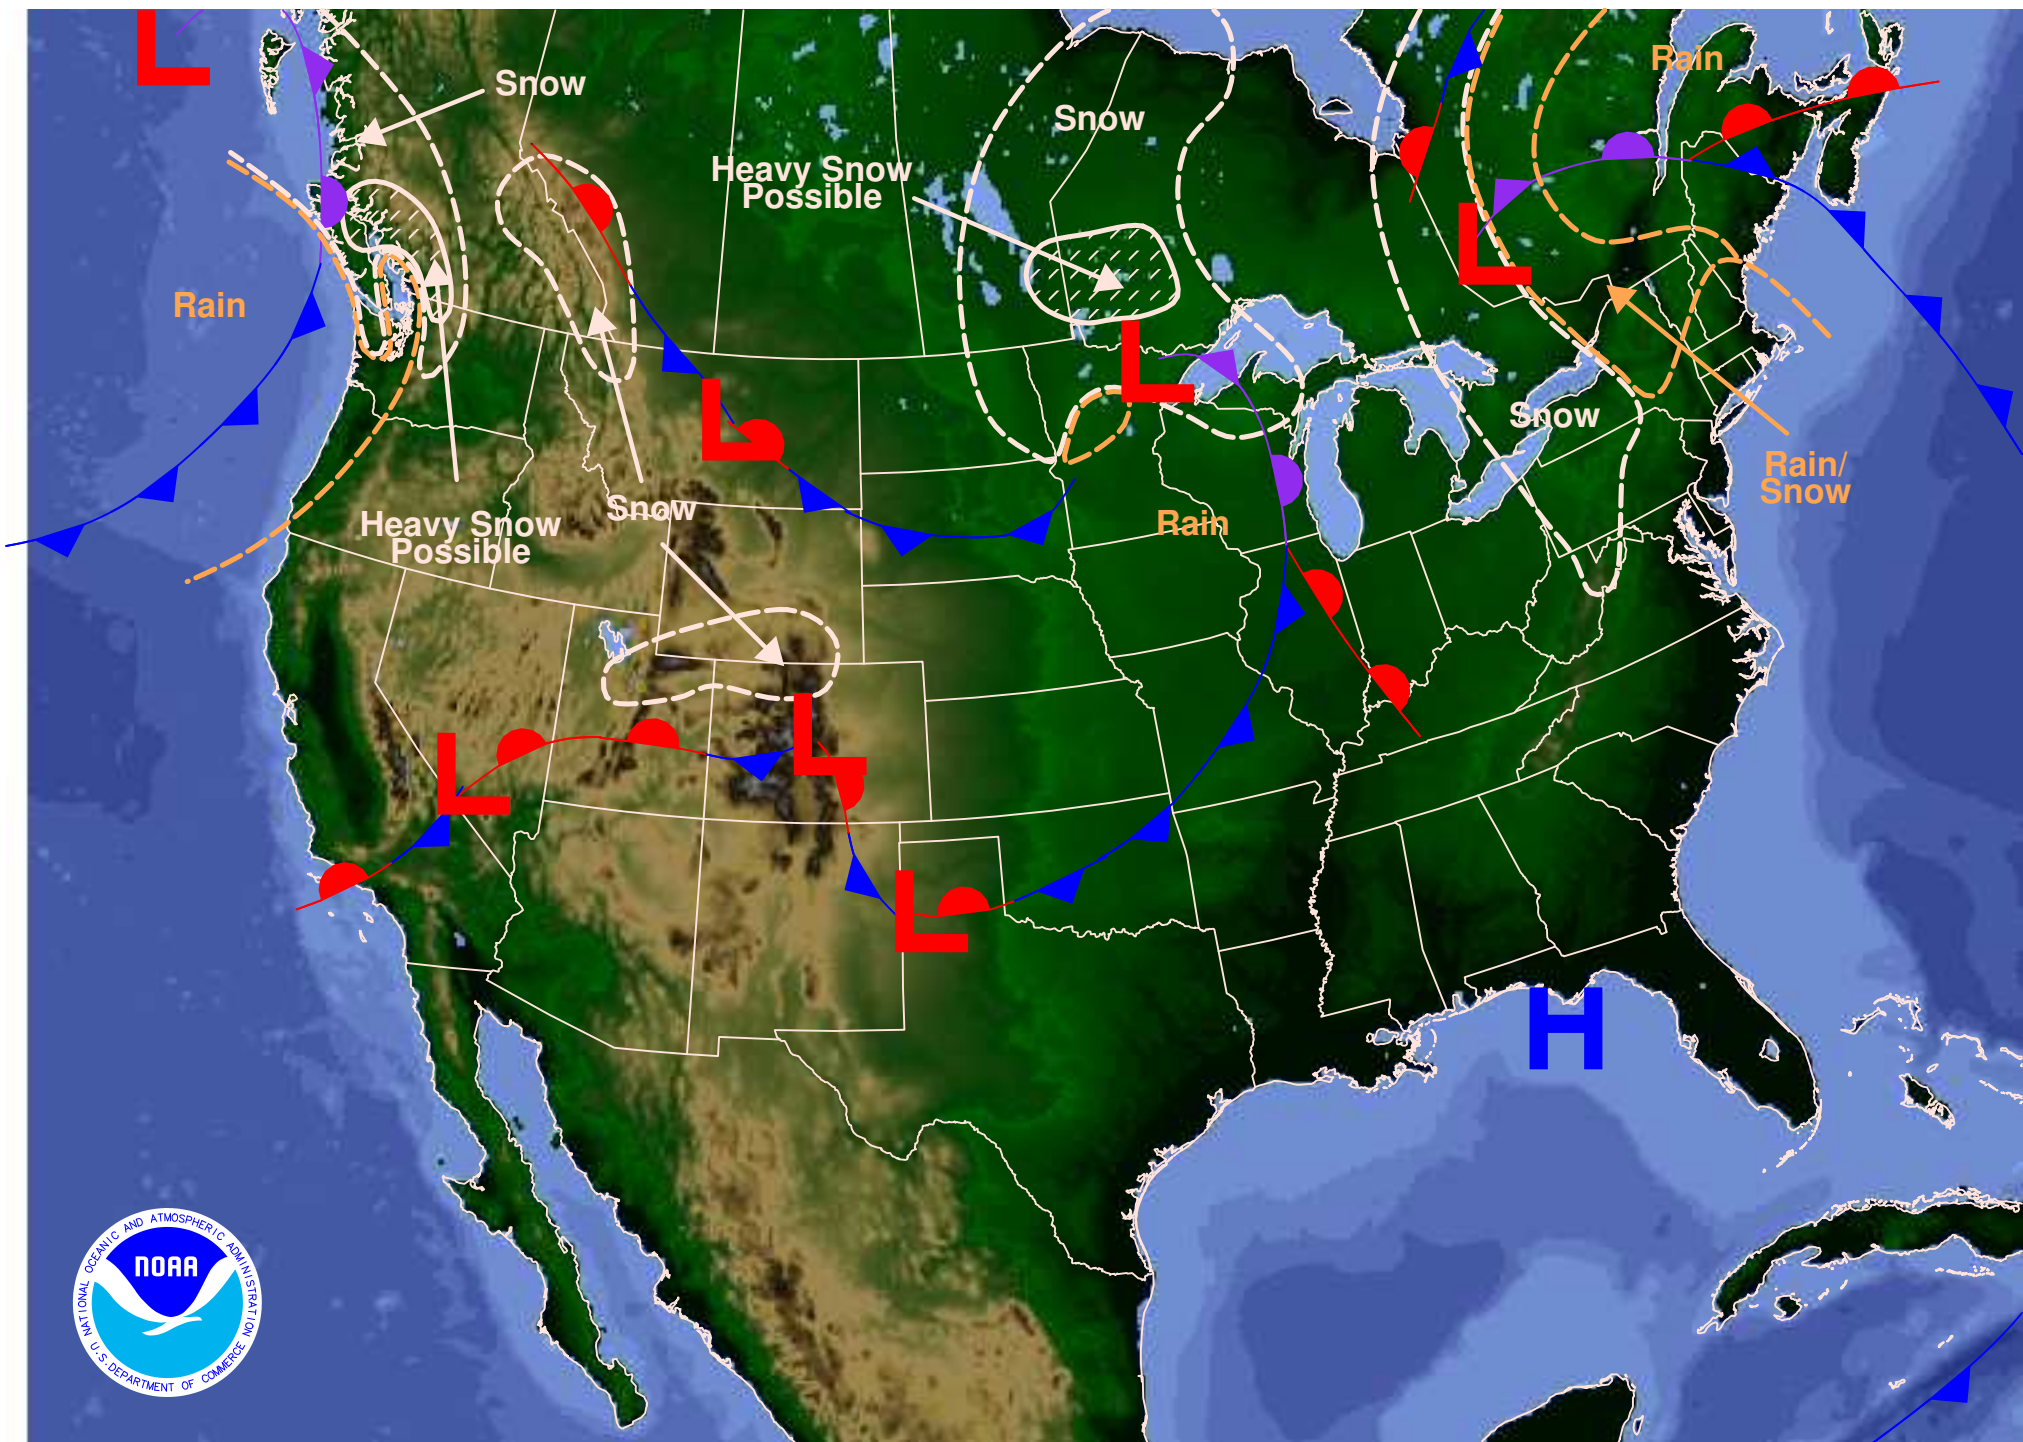 Rain
Snow
Snow
Heavy Snow
Possible
Rain
Snow
Rain/
Snow
Heavy Snow
Possible
Snow
Rain
L
L
L
L
L
L
L
H
NATIONAL OCEANIC AND ATMOSPHERIC ADMINISTRATION
NOAA
U.S. DEPARTMENT OF COMMERCE